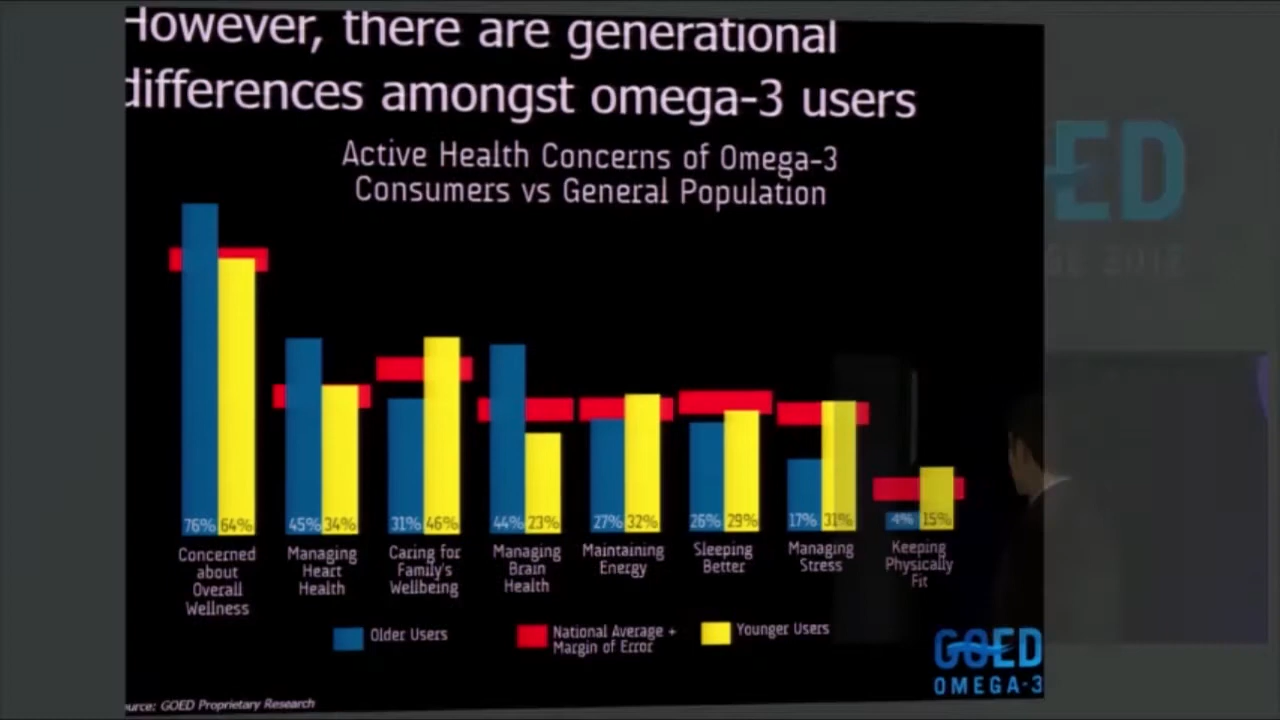 However, there are generational
differences amongst omega-3 users
Active Health Concerns of Omega-3
Consumers vs General Population
76% 64% 45% 34% 31% 46% 44% 23% 27% 32% 26% 29% 17% 31% 4% 15%
Concerned
about
Overall
Wellness
Managing
Heart
Health
Caring for
Family's
Wellbeing
Managing
Brain
Health
Maintaining
Energy
Sleeping
Better
Managing
Stress
Keeping
Physically
Fit
Older Users
National Average +
Margin of Error
Younger Users
GOED
OMEGA-3
urce: GOED Proprietary Research
ED